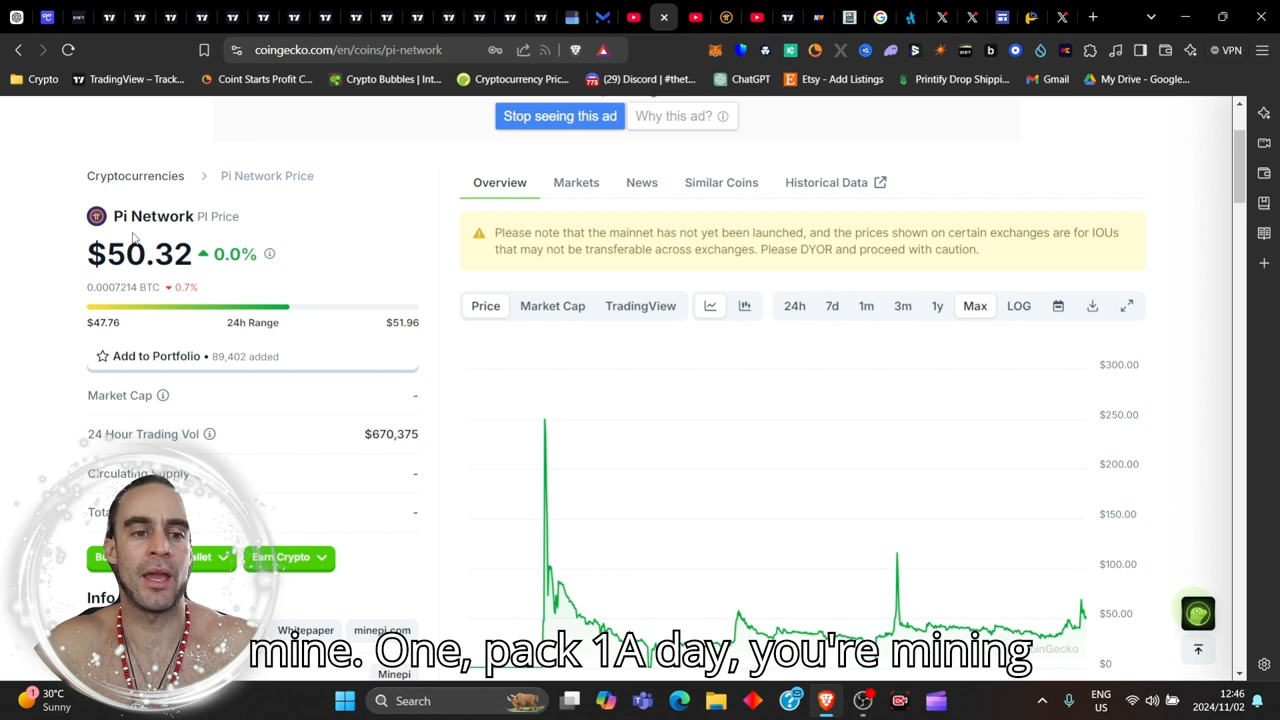 coingecko.com/en/coins/pi-network
VPN
Crypto
TradingView – Track...
Coint Starts Profit C...
Crypto Bubbles | Int...
Cryptocurrency Pric...
(29) Discord | #thet...
ChatGPT
Etsy - Add Listings
Printify Drop Shippi...
Gmail
My Drive - Google...
Stop seeing this ad
Why this ad?
Cryptocurrencies
Pi Network Price
Pi Network PI Price
$50.32 0.0%
0.0007214 BTC 0.7%
$47.76 24h Range $51.96
Add to Portfolio • 89,402 added
Market Cap -
24 Hour Trading Vol $670,375
Circulating Supply -
-
Earn Crypto
Info
Whitepaper minepi.com
Minepi
Overview Markets News Similar Coins Historical Data
Please note that the mainnet has not yet been launched, and the prices shown on certain exchanges are for IOUs
that may not be transferable across exchanges. Please DYOR and proceed with caution.
Price Market Cap TradingView 24h 7d 1m 3m 1y Max LOG
$300.00
$250.00
$200.00
$150.00
$100.00
$50.00
$0
mine. One, pack 1A day, you're mining
30°C
Sunny
Search
ENG
US
12:46
2024/11/02